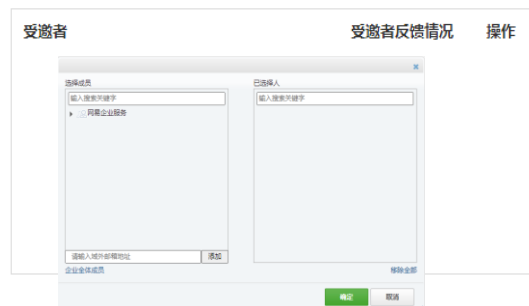 受邀者 受邀者反馈情况 操作
选择成员 已选择人
输入搜索关键字 输入搜索关键字
网易企业服务
请输入域外邮箱地址 添加
企业全体成员 移除全部
确定 取消